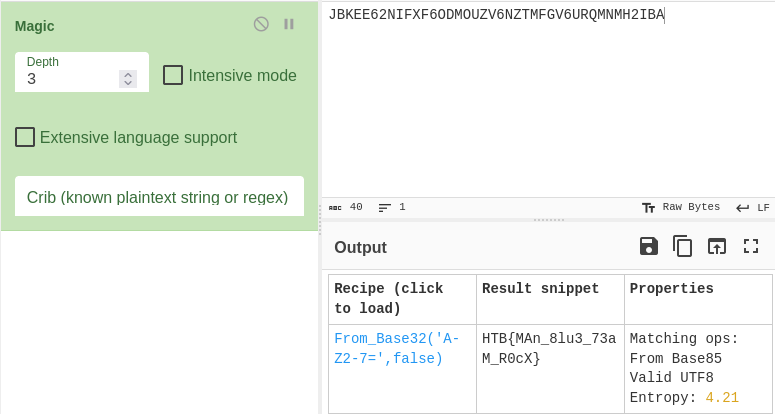 Magic
Depth
3
Intensive mode
Extensive language support
Crib (known plaintext string or regex)
JBKEE62NIFXF6ODMOUZV6NZTMFGV6URQMNMH2IBA
ABC 40 1
Raw Bytes LF
Output
Recipe (click
to load)
Result snippet
Properties
From_Base32('A-
Z2-7=',false)
HTB{MAn_8lu3_73a
M_R0cX}
Matching ops:
From Base85
Valid UTF8
Entropy: 4.21